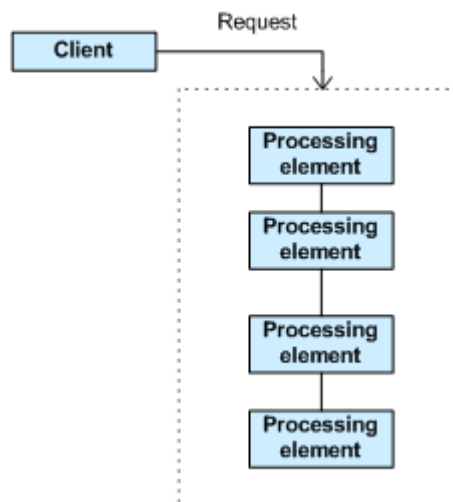 Request
Client
Processing
element
Processing
element
Processing
element
Processing
element